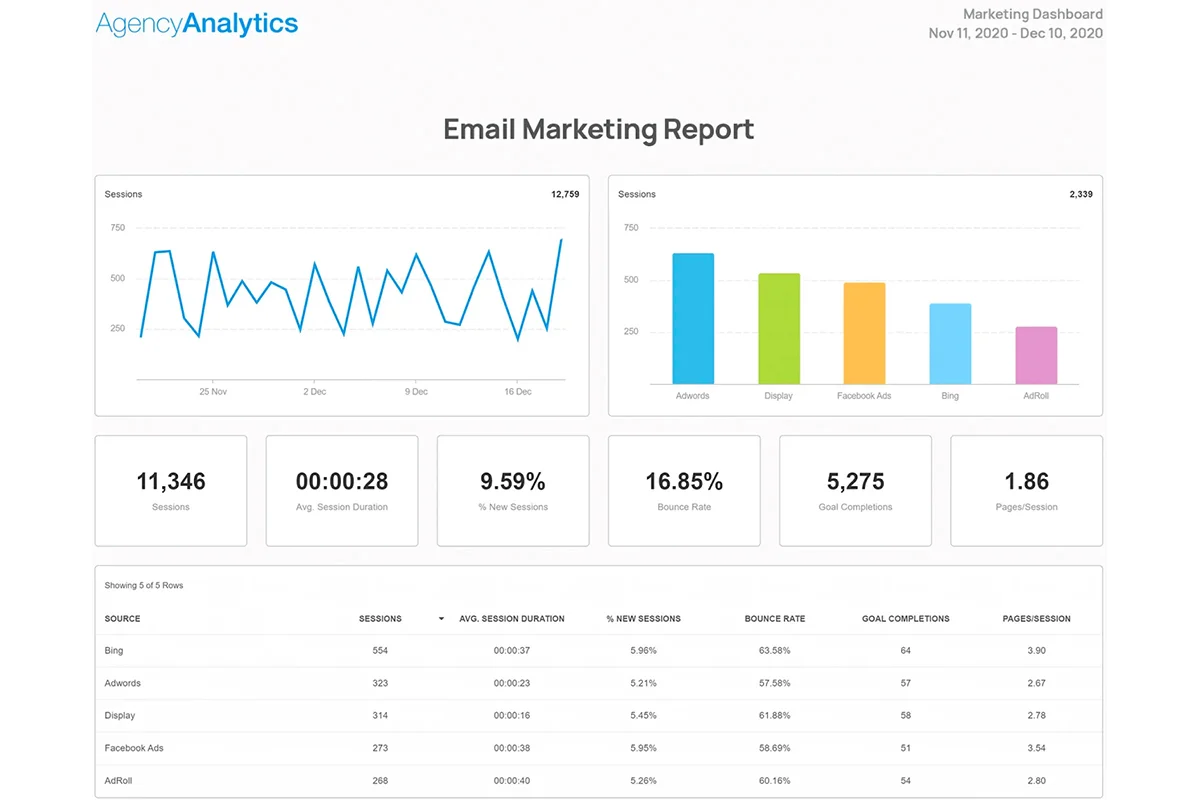 AgencyAnalytics
Marketing Dashboard
Nov 11, 2020 - Dec 10, 2020
Email Marketing Report
Sessions 12,759
750
500
250
25 Nov 2 Dec 9 Dec 16 Dec
Sessions 2,339
750
500
250
Adwords Display Facebook Ads Bing AdRoll
11,346
Sessions
00:00:28
Avg. Session Duration
9.59%
% New Sessions
16.85%
Bounce Rate
5,275
Goal Completions
1.86
Pages/Session
Showing 5 of 5 Rows
SOURCE SESSIONS AVG. SESSION DURATION % NEW SESSIONS BOUNCE RATE GOAL COMPLETIONS PAGES/SESSION
Bing 554 00:00:37 5.96% 63.58% 64 3.90
Adwords 323 00:00:23 5.21% 57.58% 57 2.67
Display 314 00:00:16 5.45% 61.88% 58 2.78
Facebook Ads 273 00:00:38 5.95% 58.69% 51 3.54
AdRoll 268 00:00:40 5.26% 60.16% 54 2.80